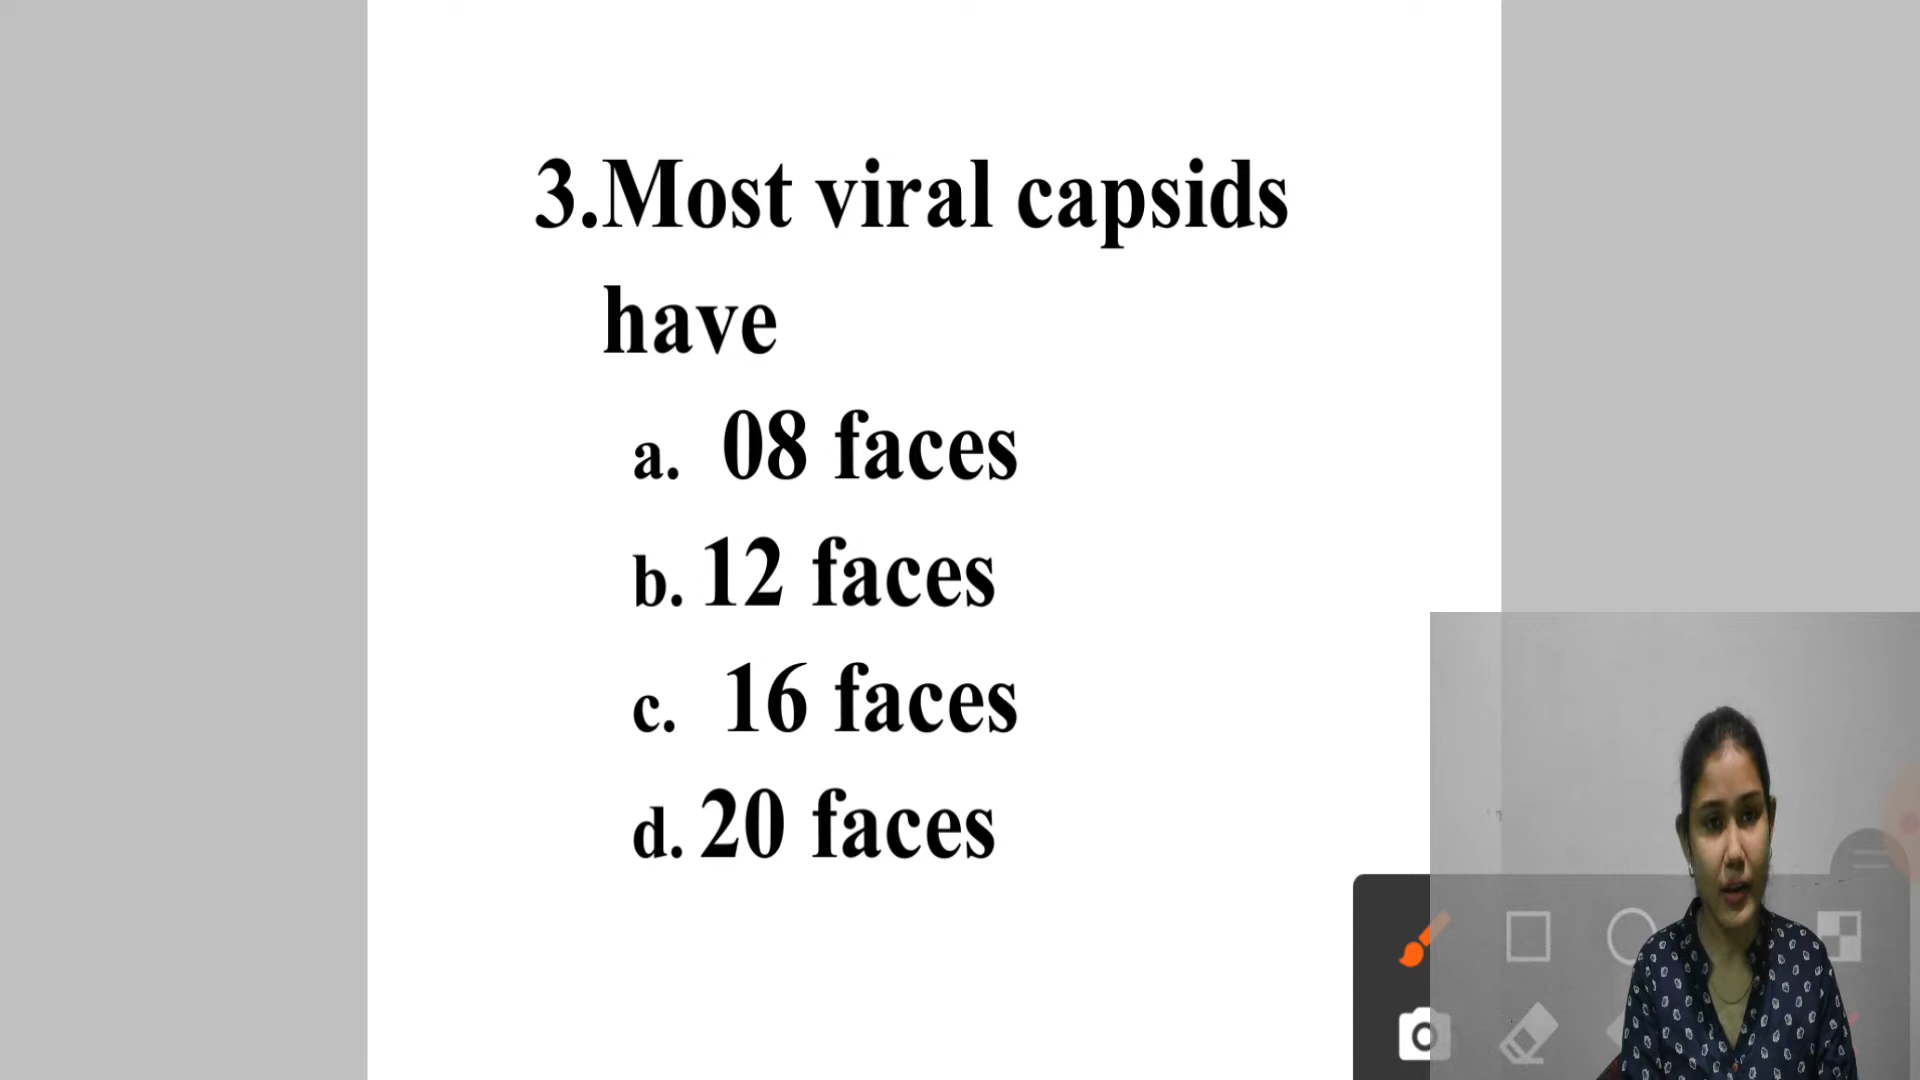 3.Most viral capsids
have
a. 08 faces
b. 12 faces
c. 16 faces
d. 20 faces